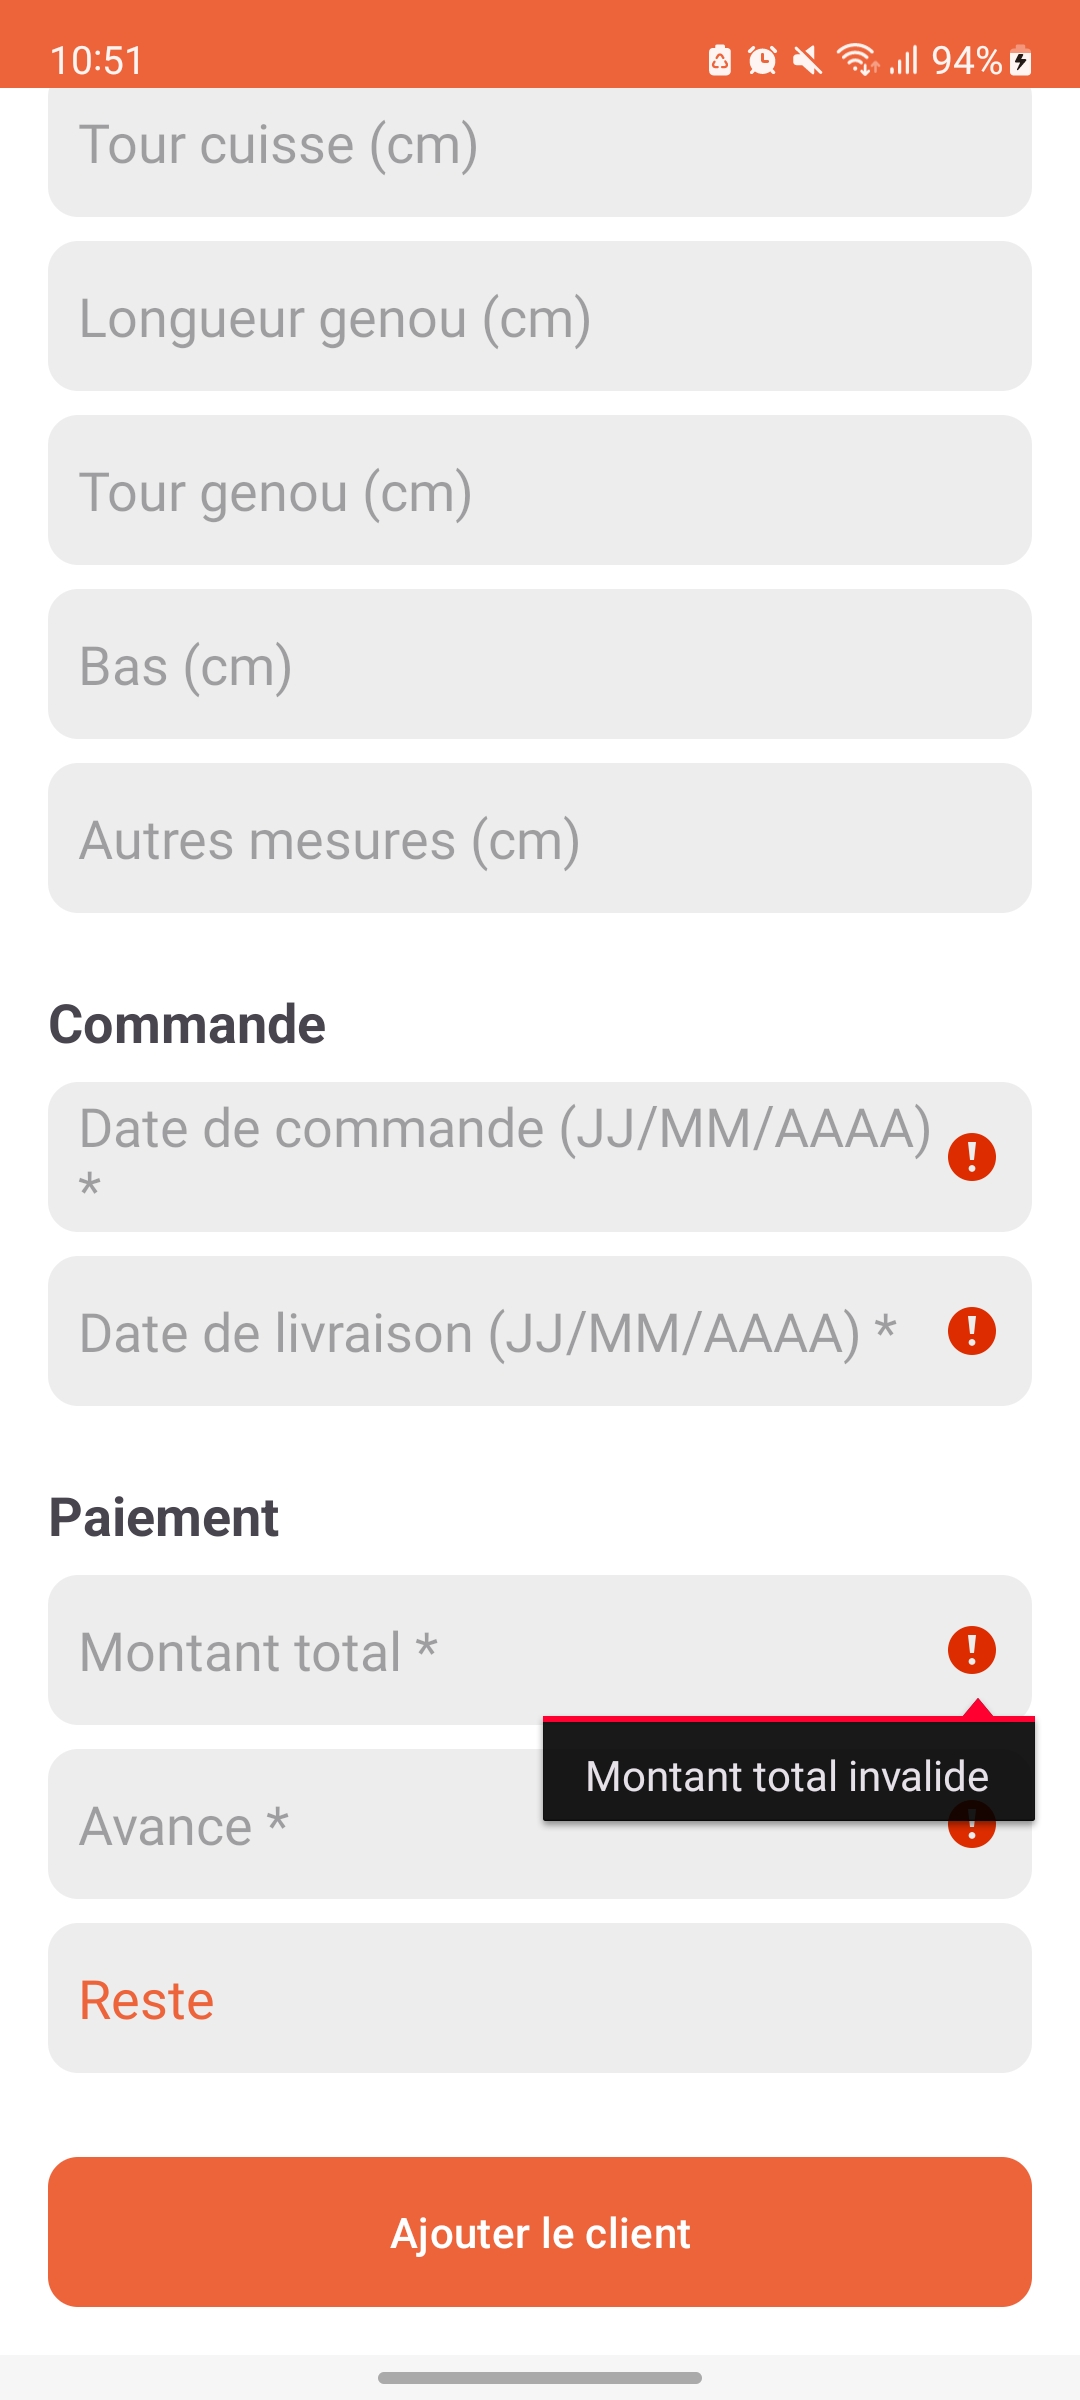 10:51
94%
Tour cuisse (cm)
Longueur genou (cm)
Tour genou (cm)
Bas (cm)
Autres mesures (cm)
Commande
Date de commande (JJ/MM/AAAA)
*
Date de livraison (JJ/MM/AAAA) *
Paiement
Montant total *
Montant total invalide
Avance *
Reste
Ajouter le client